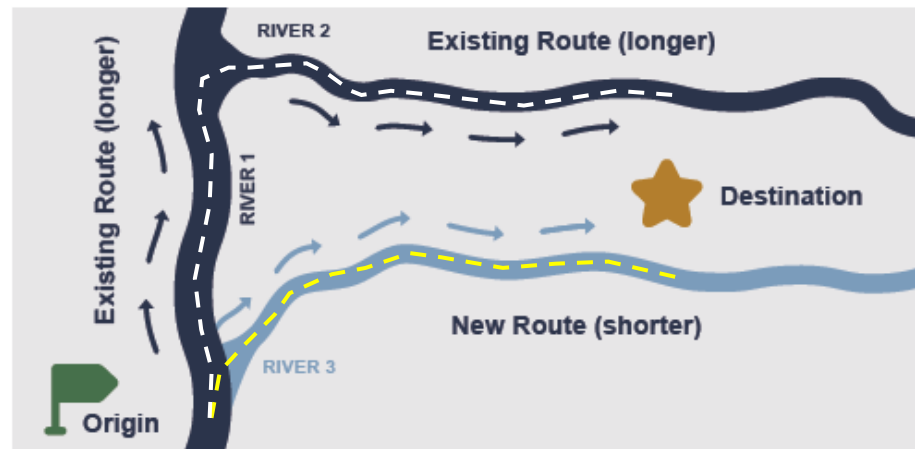 RIVER 2
Existing Route (longer)
Existing Route (longer)
RIVER 1
Destination
New Route (shorter)
RIVER 3
Origin